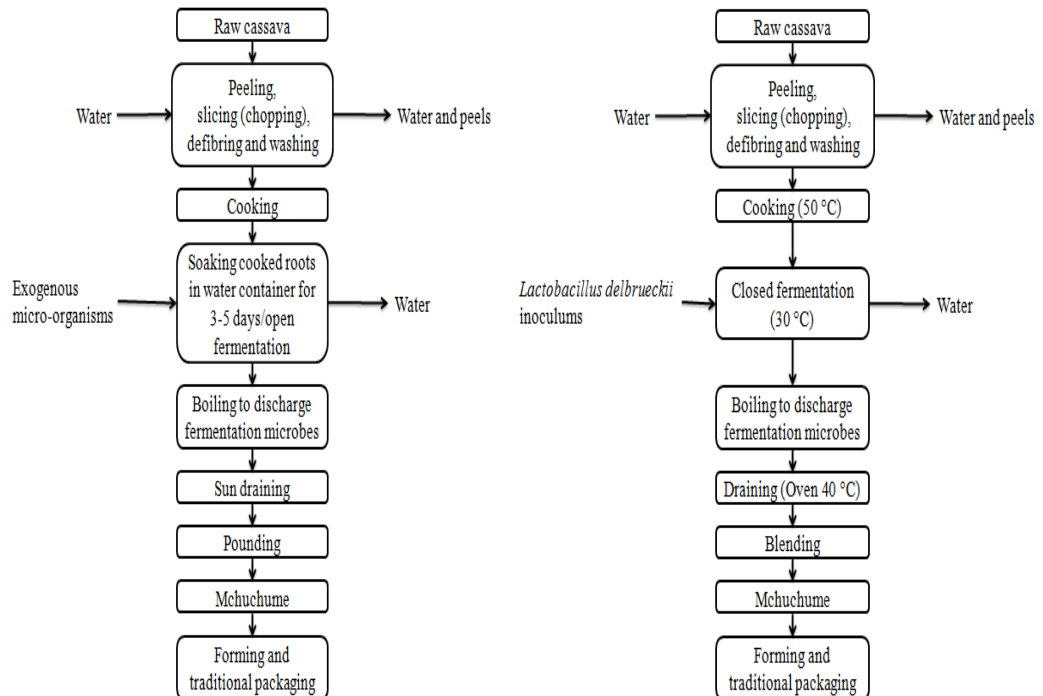 Raw cassava
Peeling,
slicing (chopping),
defibring and washing
Water
Water and peels
Cooking
Soaking cooked roots
in water container for
3-5 days/open
fermentation
Exogenous
micro-organisms
Water
Boiling to discharge
fermentation microbes
Sun draining
Pounding
Mchuchume
Forming and
traditional packaging
Raw cassava
Peeling,
slicing (chopping),
defibring and washing
Water
Water and peels
Cooking (50 °C)
Lactobacillus delbrueckii
inoculums
Closed fermentation
(30 °C)
Water
Boiling to discharge
fermentation microbes
Draining (Oven 40 °C)
Blending
Mchuchume
Forming and
traditional packaging